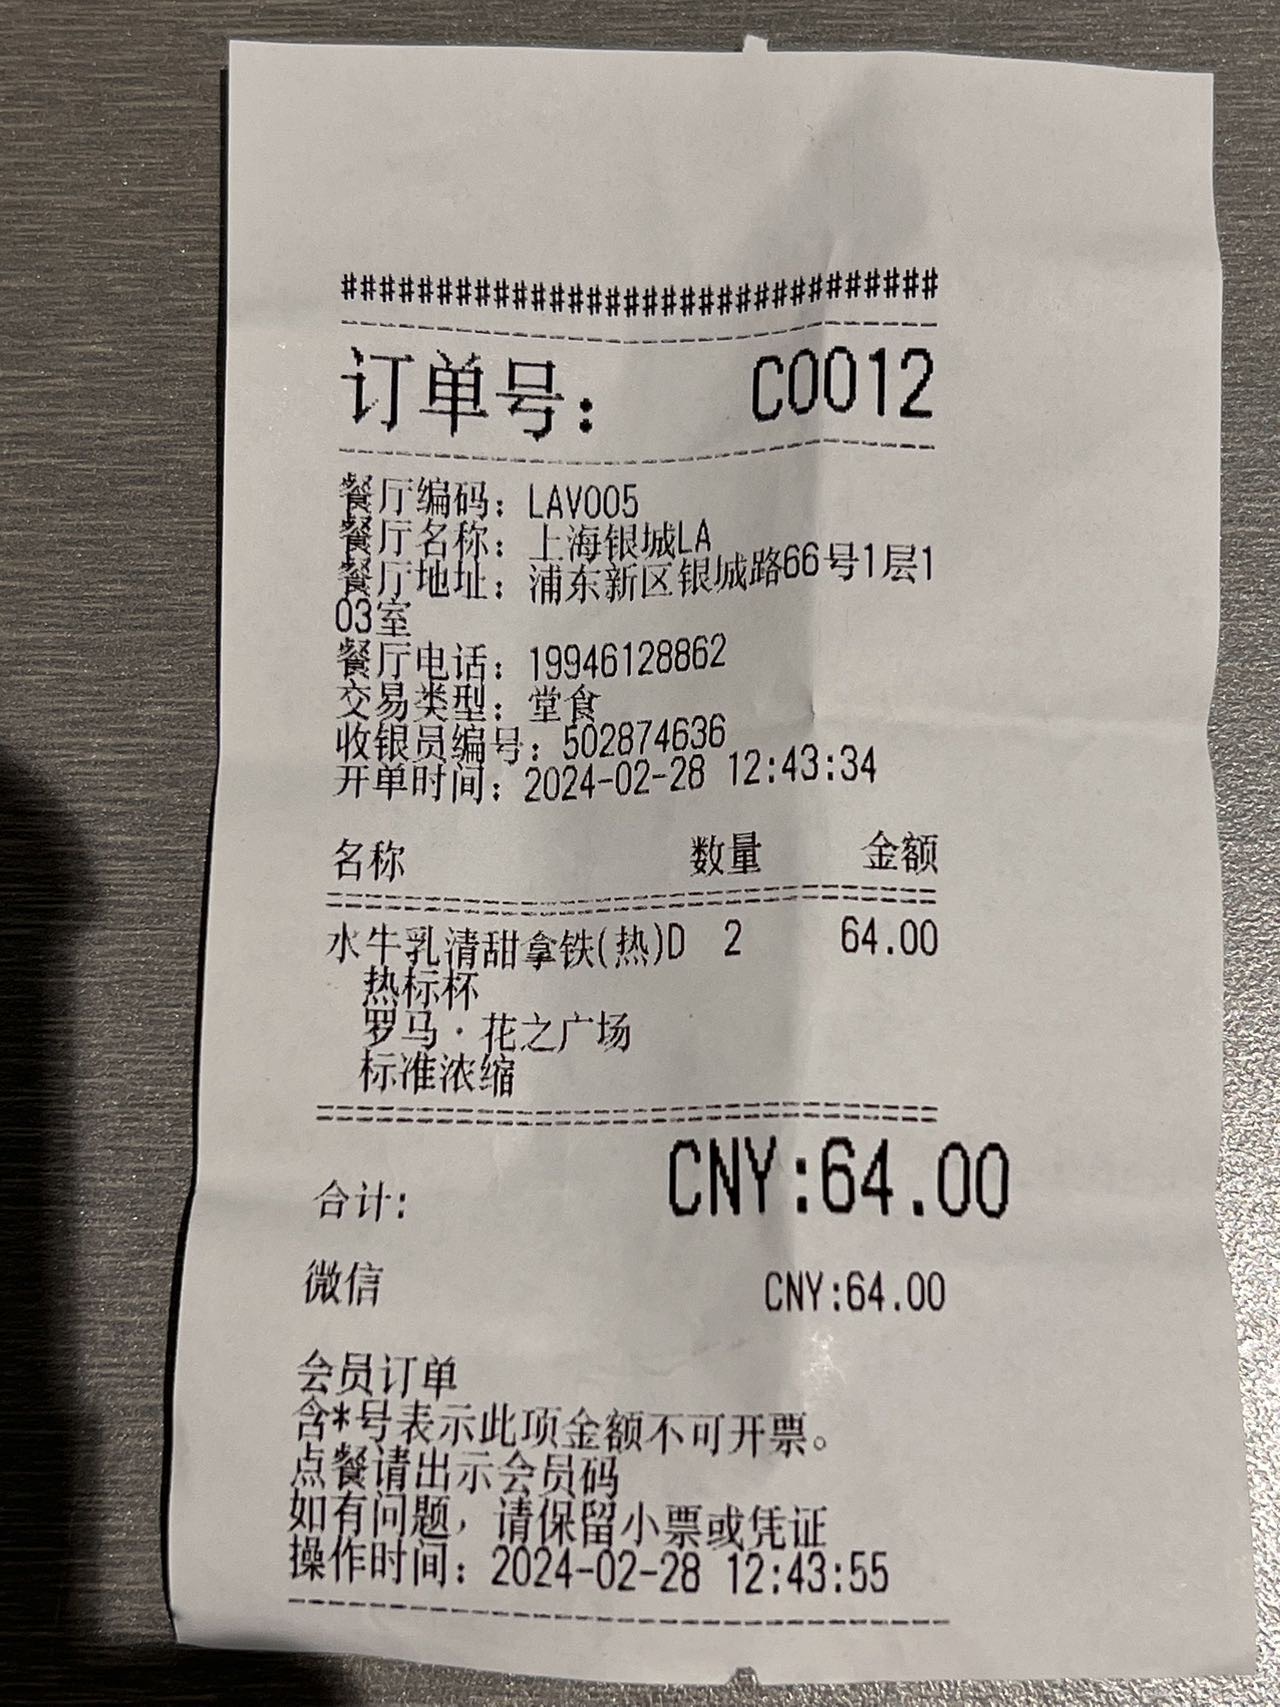 ################################
订单号： C0012
餐厅编码：LAV005
餐厅名称：上海银城LA
餐厅地址：浦东新区银城路66号1层1
03室
餐厅电话：19946128862
交易类型：堂食
收银员编号：502874636
开单时间：2024-02-28 12:43:34
名称 数量 金额
水牛乳清甜拿铁(热)D 2 64.00
热标杯
罗马·花之广场
标准浓缩
合计: CNY:64.00
微信 CNY:64.00
会员订单
含*号表示此项金额不可开票。
点餐请出示会员码
如有问题，请保留小票或凭证
操作时间：2024-02-28 12:43:55